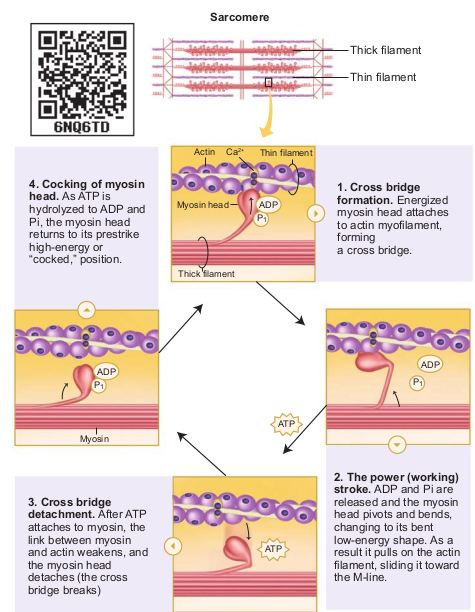 Sarcomere
6NQ6TD
Thick filament
Thin filament
Actin
Ca2+
Thin filament
Myosin head
ADP
P1
Thick filament
1. Cross bridge
formation. Energized
myosin head attaches
to actin myofilament,
forming
a cross bridge.
ADP
P1
ATP
2. The power (working)
stroke. ADP and Pi are
released and the myosin
head pivots and bends,
changing to its bent
low-energy shape. As a
result it pulls on the actin
filament, sliding it toward
the M-line.
ATP
3. Cross bridge
detachment. After ATP
attaches to myosin, the
link between myosin
and actin weakens, and
the myosin head
detaches (the cross
bridge breaks)
4. Cocking of myosin
head. As ATP is
hydrolyzed to ADP and
Pi, the myosin head
returns to its prestrike
high-energy or
“cocked,” position.
ADP
P1
Myosin